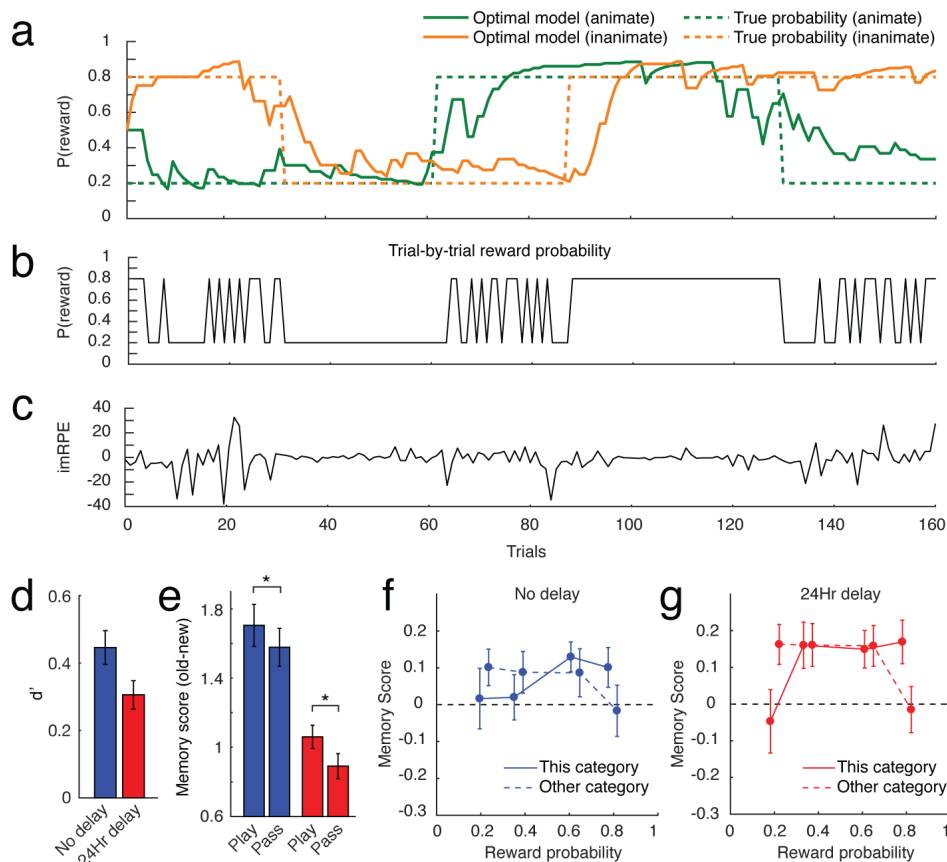 a
Optimal model (animate)
True probability (animate)
Optimal model (inanimate)
True probability (inanimate)
P(reward)
1
0.8
0.6
0.4
0.2
0
b
Trial-by-trial reward probability
P(reward)
1
0.8
0.6
0.4
0.2
0
c
imRPE
40
20
0
-20
-40
0
20
40
60
80
100
120
140
160
Trials
d
d'
0.6
0.4
0.2
0
No delay
24Hr delay
e
Memory score (old-new)
1.8
1.4
1
0.6
*
*
Play
Pass
Play
Pass
f
No delay
Memory Score
0.2
0.1
0
-0.1
-0.2
-0.3
This category
Other category
0
0.2
0.4
0.6
0.8
1
Reward probability
g
24Hr delay
Memory Score
0.2
0.1
0
-0.1
-0.2
-0.3
This category
Other category
0
0.2
0.4
0.6
0.8
1
Reward probability